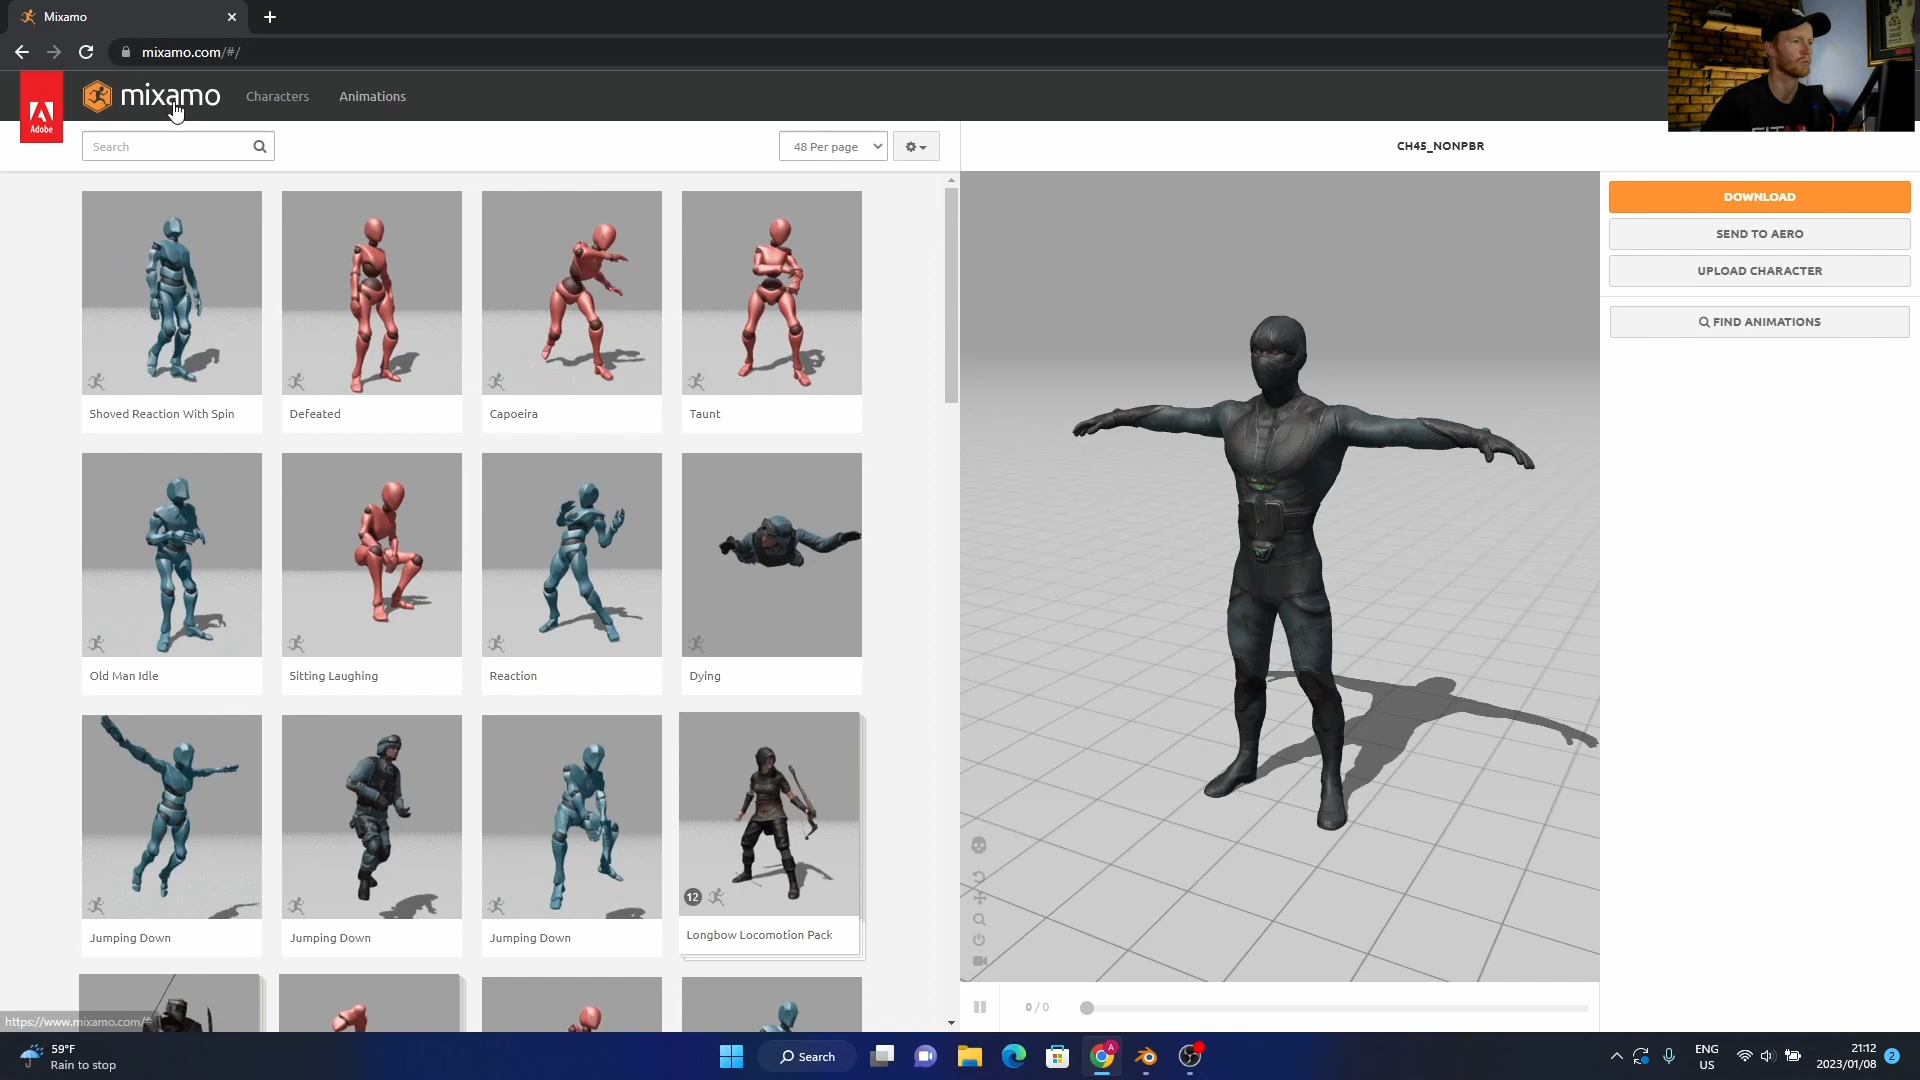 Mixamo
mixamo.com/#/
Adobe
mixamo
Characters
Animations
Search
48 Per page
CH45_NONPBR
DOWNLOAD
SEND TO AERO
UPLOAD CHARACTER
FIND ANIMATIONS
Shoved Reaction With Spin
Defeated
Capoeira
Taunt
Old Man Idle
Sitting Laughing
Reaction
Dying
Jumping Down
Jumping Down
Jumping Down
12
Longbow Locomotion Pack
0 / 0
https://www.mixamo.com/#
59°F
Rain to stop
Search
A
ENG
US
21:12
2023/01/08
2